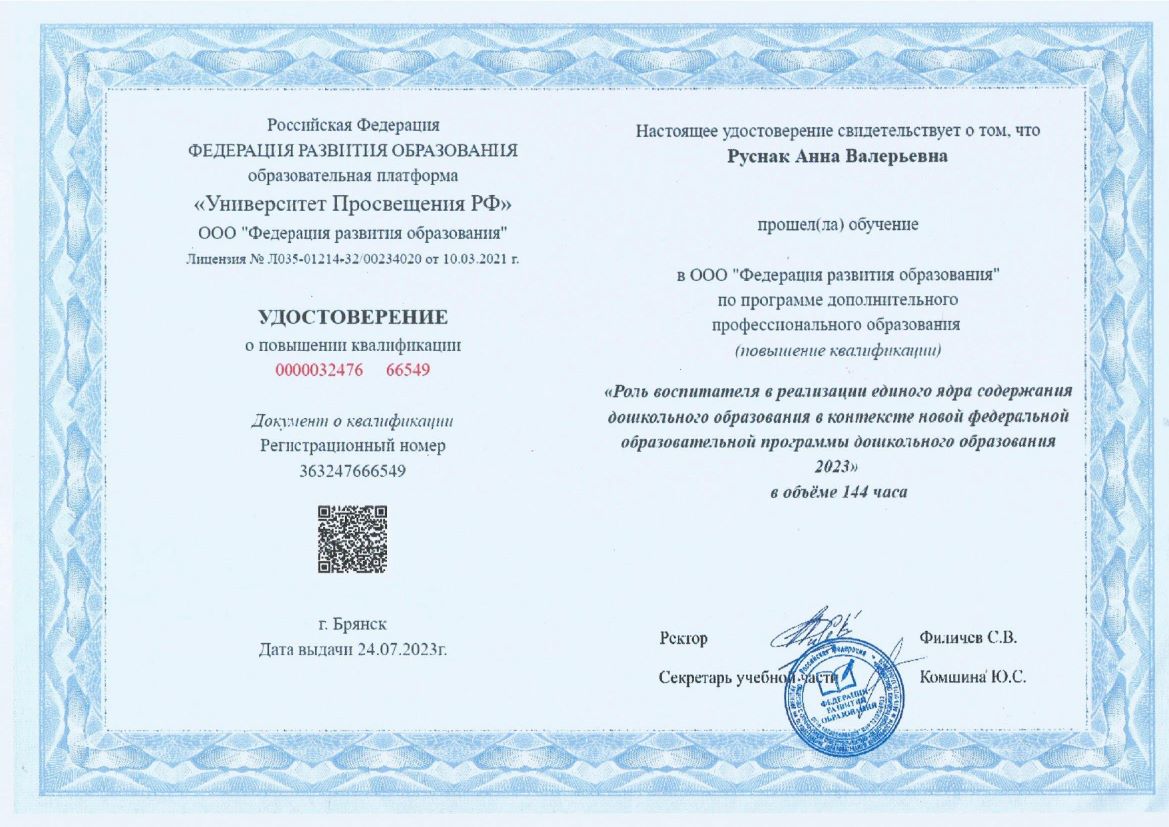 Российская Федерация
ФЕДЕРАЦИЯ РАЗВИТИЯ ОБРАЗОВАНИЯ
образовательная платформа
«Университет Просвещения РФ»
ООО "Федерация развития образования"
Лицензия № Л035-01214-32/00234020 от 10.03.2021 г.
УДОСТОВЕРЕНИЕ
о повышении квалификации
0000032476 66549
Документ о квалификации
Регистрационный номер
363247666549
г. Брянск
Дата выдачи 24.07.2023г.
Настоящее удостоверение свидетельствует о том, что
Руснак Анна Валерьевна
прошел(ла) обучение
в ООО "Федерация развития образования"
по программе дополнительного
профессионального образования
(повышение квалификации)
«Роль воспитателя в реализации единого ядра содержания
дошкольного образования в контексте новой федеральной
образовательной программы дошкольного образования
2023»
в объёме 144 часа
Ректор Филичев С.В.
Секретарь учебной части Комшина Ю.С.
Российская Федерация
ФЕДЕРАЦИЯ
РАЗВИТИЯ
ОБРАЗОВАНИЯ